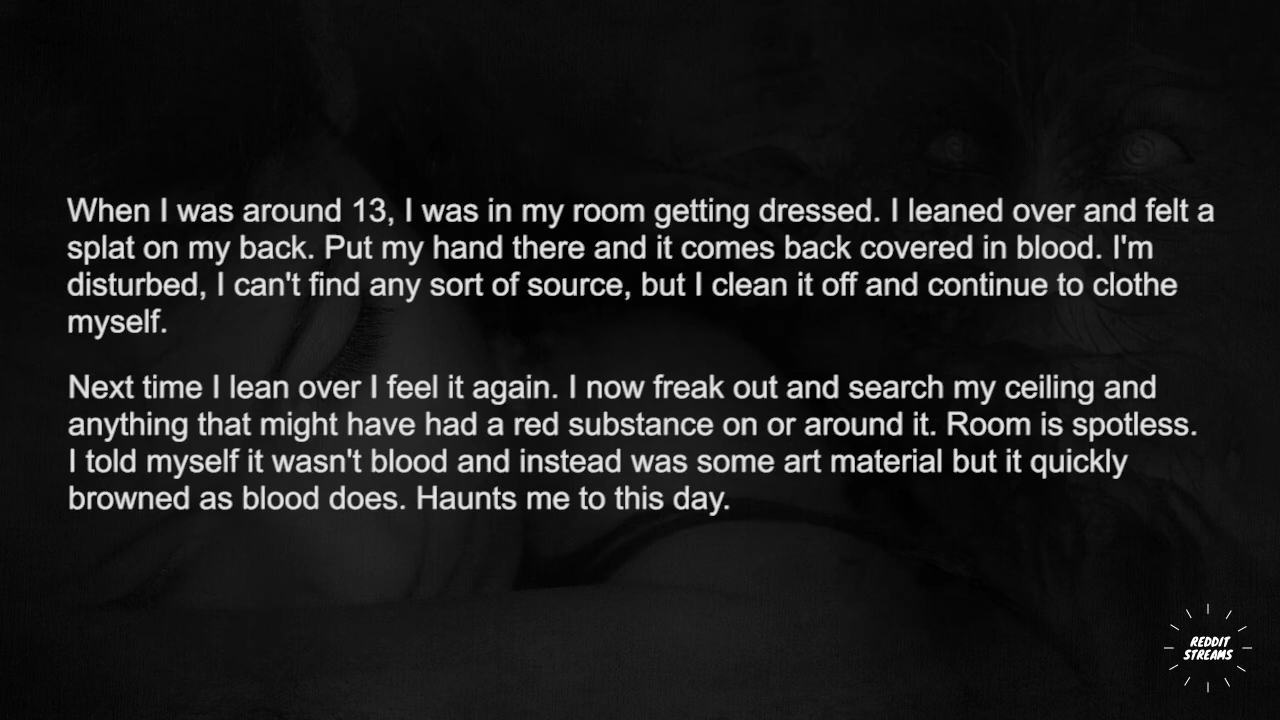 When I was around 13, I was in my room getting dressed. I leaned over and felt a
splat on my back. Put my hand there and it comes back covered in blood. I'm
disturbed, I can't find any sort of source, but I clean it off and continue to clothe
myself.
Next time I lean over I feel it again. I now freak out and search my ceiling and
anything that might have had a red substance on or around it. Room is spotless.
I told myself it wasn't blood and instead was some art material but it quickly
browned as blood does. Haunts me to this day.
REDDIT
STREAMS